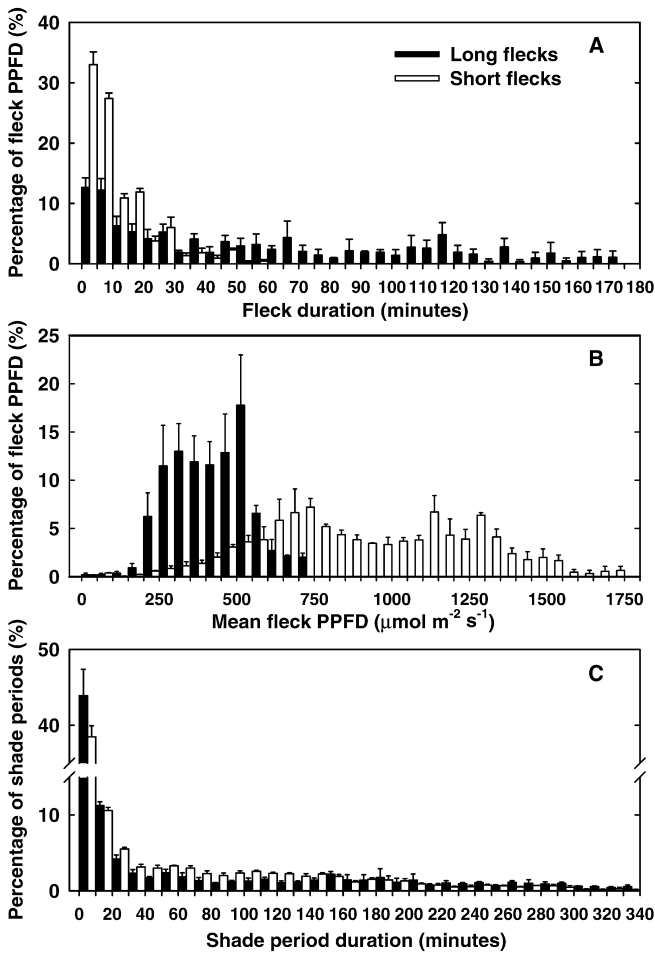 40
30
20
10
0
Percentage of fleck PPFD (%)
A
Long flecks
Short flecks
0 10 20 30 40 50 60 70 80 90 100 110 120 130 140 150 160 170 180
Fleck duration (minutes)
25
20
15
10
5
0
Percentage of fleck PPFD (%)
B
0 250 500 750 1000 1250 1500 1750
Mean fleck PPFD (μmol m⁻² s⁻¹)
50
40
10
0
Percentage of shade periods (%)
C
0 20 40 60 80 100 120 140 160 180 200 220 240 260 280 300 320 340
Shade period duration (minutes)